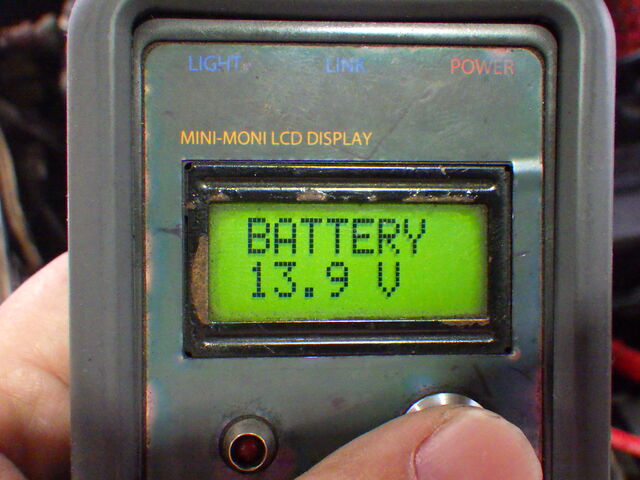 LIGHT LINK POWER
MINI-MONI LCD DISPLAY
BATTERY
13.9 V